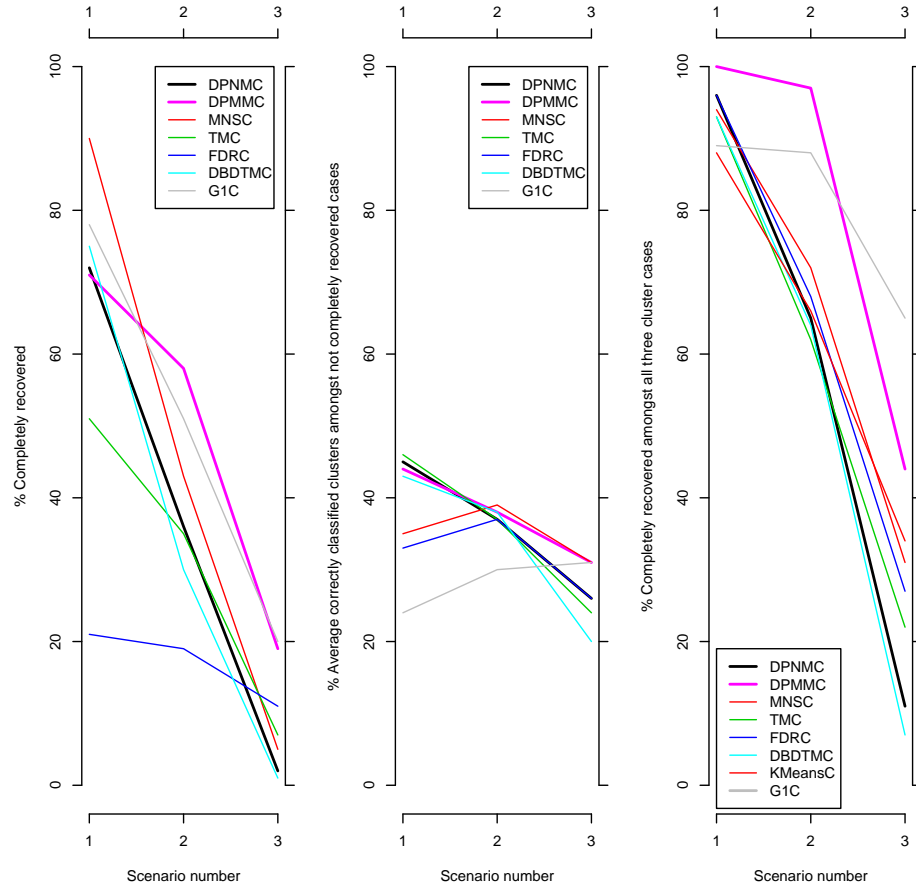 1 2 3
% Completely recovered
100
80
60
40
20
0
DPNMC
DPMMC
MNSC
TMC
FDRC
DBDTMC
G1C
1 2 3
Scenario number
1 2 3
% Average correctly classified clusters amongst not completely recovered cases
100
80
60
40
20
0
DPNMC
DPMMC
MNSC
TMC
FDRC
DBDTMC
G1C
1 2 3
Scenario number
1 2 3
% Completely recovered amongst all three cluster cases
100
80
60
40
20
0
DPNMC
DPMMC
MNSC
TMC
FDRC
DBDTMC
KMeansC
G1C
1 2 3
Scenario number